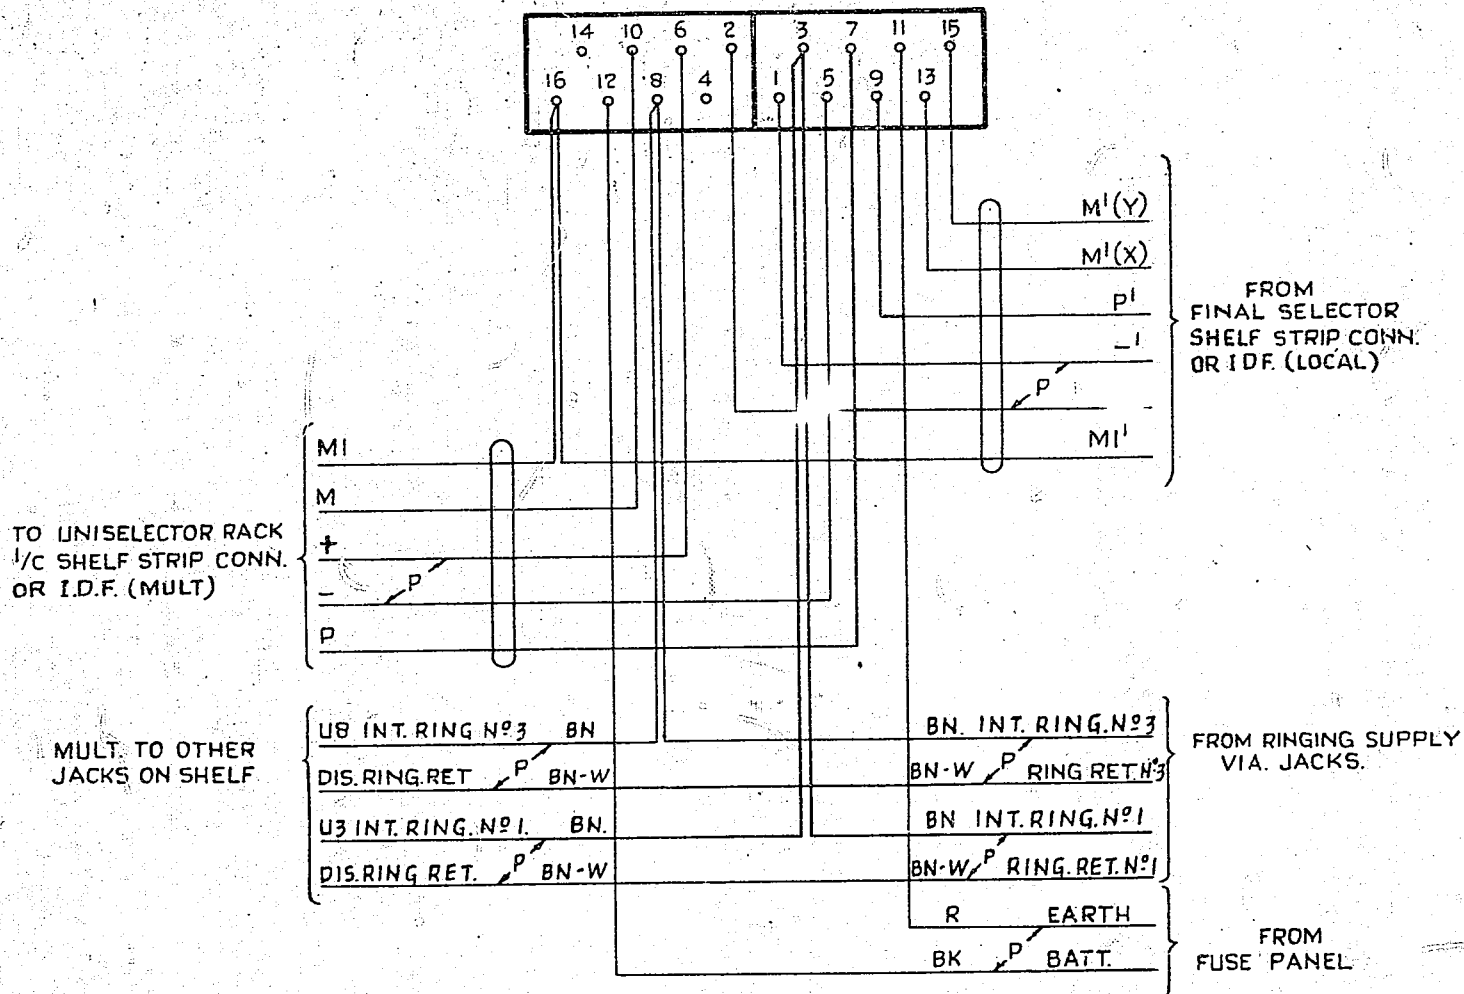 14 10 6 2 3 7 11 15
16 12 8 4 1 5 9 13
M¹(Y)
M¹(X)
P¹
–¹
P
MI¹
FROM
FINAL SELECTOR
SHELF STRIP CONN.
OR I D F. (LOCAL)
MI
M
+
P
–
P
TO UNISELECTOR RACK
¹/C SHELF STRIP CONN.
OR I.D.F. (MULT)
MULT. TO OTHER
JACKS ON SHELF
U8 INT. RING Nº3 BN
DIS. RING. RET P BN-W
U3 INT. RING. Nº1. BN.
DIS. RING RET. P BN-W
BN. INT. RING. Nº3
BN-W P RING RET. Nº3
BN INT. RING. Nº1
BN-W P RING. RET. Nº1
FROM RINGING SUPPLY
VIA. JACKS.
R EARTH
BK P BATT.
FROM
FUSE PANEL